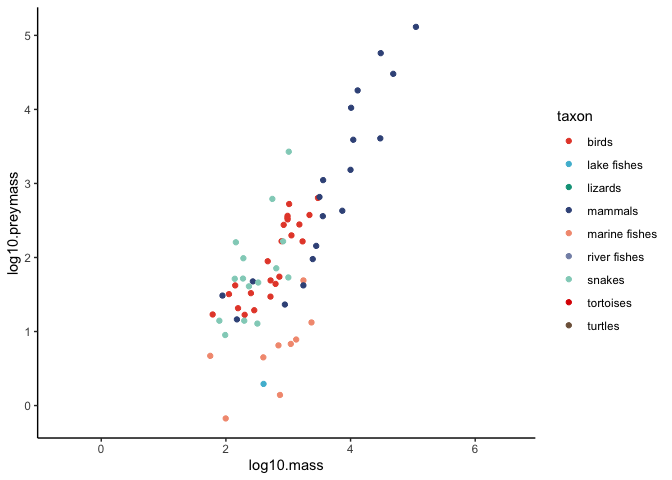 log10.preymass
5
4
3
2
1
0
0
2
4
6
log10.mass
taxon
birds
lake fishes
lizards
mammals
marine fishes
river fishes
snakes
tortoises
turtles